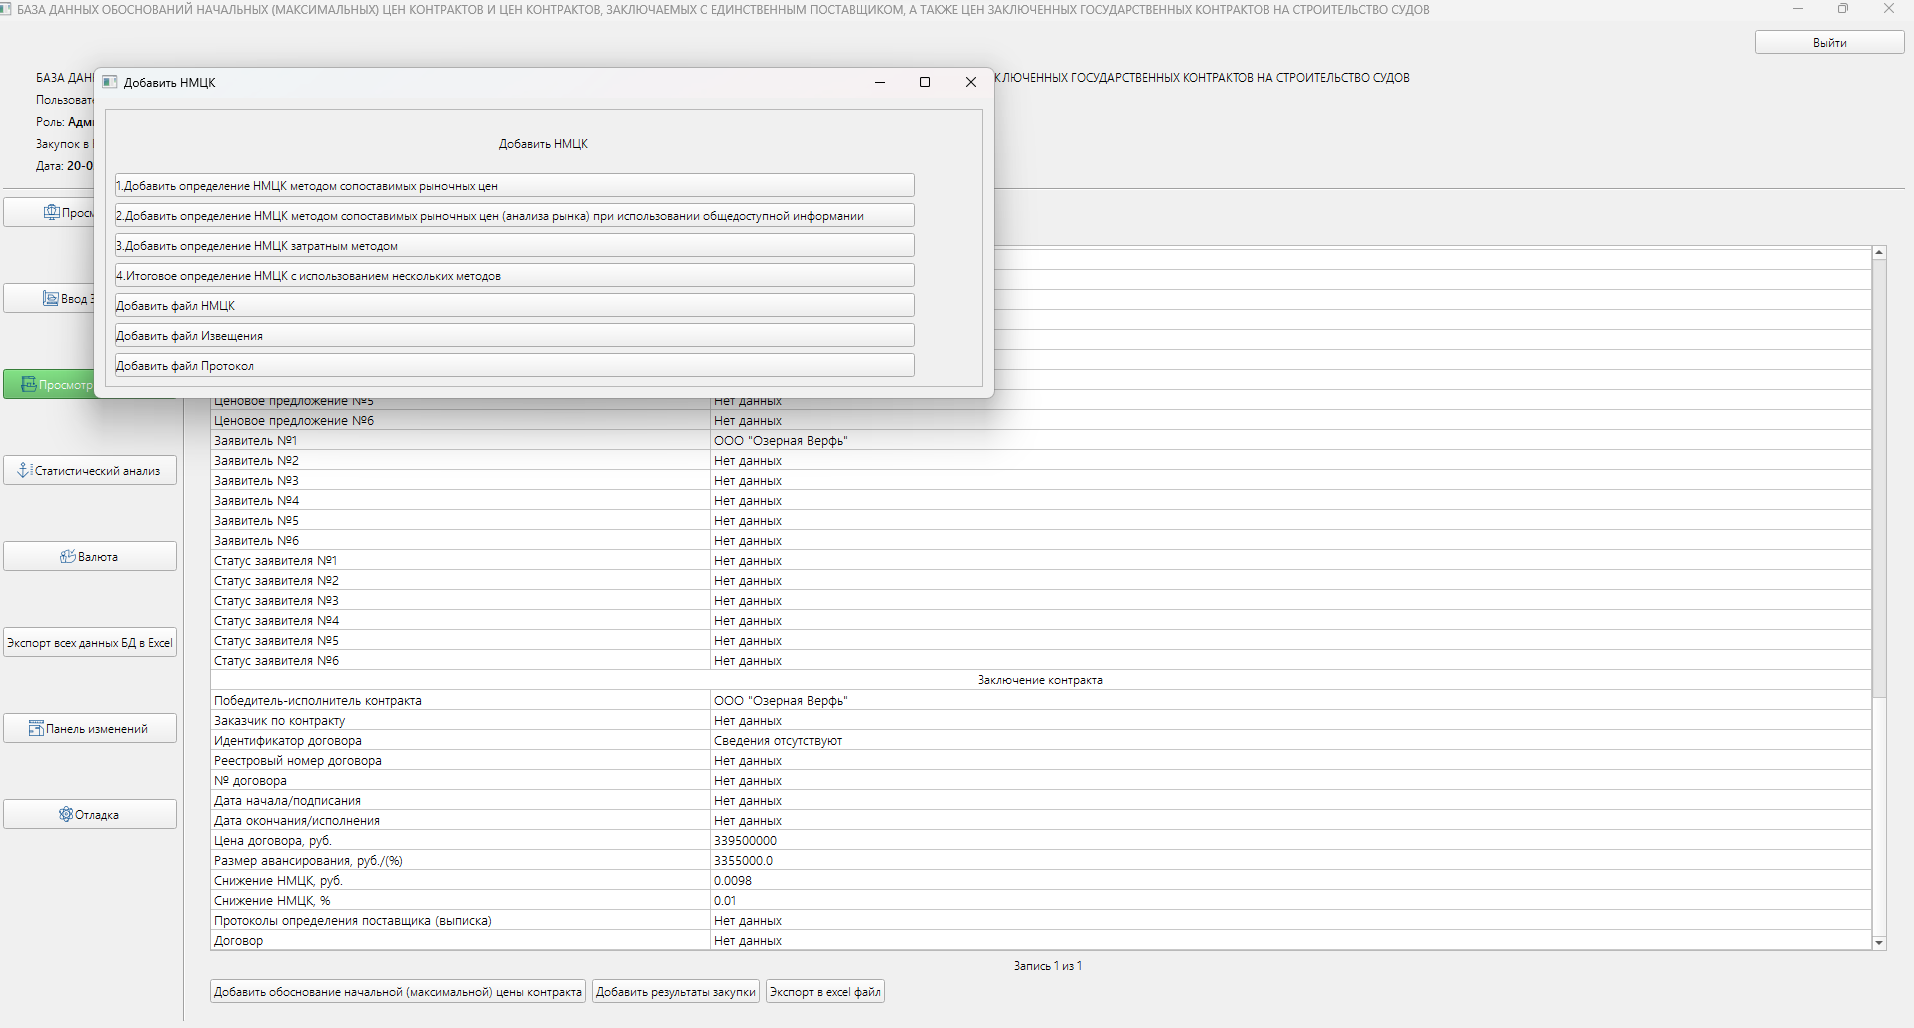 БАЗА ДАННЫХ ОБОСНОВАНИЙ НАЧАЛЬНЫХ (МАКСИМАЛЬНЫХ) ЦЕН КОНТРАКТОВ И ЦЕН КОНТРАКТОВ, ЗАКЛЮЧАЕМЫХ С ЕДИНСТВЕННЫМ ПОСТАВЩИКОМ, А ТАКЖЕ ЦЕН ЗАКЛЮЧЕННЫХ ГОСУДАРСТВЕННЫХ КОНТРАКТОВ НА СТРОИТЕЛЬСТВО СУДОВ
Выйти
БАЗА ДАН
КЛЮЧЕННЫХ ГОСУДАРСТВЕННЫХ КОНТРАКТОВ НА СТРОИТЕЛЬСТВО СУДОВ
Пользоват
Роль: Адм
Закупок в
Дата: 20-0
Добавить НМЦК
Добавить НМЦК
1.Добавить определение НМЦК методом сопоставимых рыночных цен
2.Добавить определение НМЦК методом сопоставимых рыночных цен (анализа рынка) при использовании общедоступной информании
3.Добавить определение НМЦК затратным методом
4.Итоговое определение НМЦК с использованием нескольких методов
Добавить файл НМЦК
Добавить файл Извещения
Добавить файл Протокол
Просм
Ввод З
Просмотр
Статистический анализ
Валюта
Экспорт всех данных БД в Excel
Панель изменений
Отладка
Ценовое предложение №5 Нет данных
Ценовое предложение №6 Нет данных
Заявитель №1 ООО "Озерная Верфь"
Заявитель №2 Нет данных
Заявитель №3 Нет данных
Заявитель №4 Нет данных
Заявитель №5 Нет данных
Заявитель №6 Нет данных
Статус заявителя №1 Нет данных
Статус заявителя №2 Нет данных
Статус заявителя №3 Нет данных
Статус заявителя №4 Нет данных
Статус заявителя №5 Нет данных
Статус заявителя №6 Нет данных
Заключение контракта
Победитель-исполнитель контракта ООО "Озерная Верфь"
Заказчик по контракту Нет данных
Идентификатор договора Сведения отсутствуют
Реестровый номер договора Нет данных
№ договора Нет данных
Дата начала/подписания Нет данных
Дата окончания/исполнения Нет данных
Цена договора, руб. 339500000
Размер авансирования, руб./(%) 3355000.0
Снижение НМЦК, руб. 0.0098
Снижение НМЦК, % 0.01
Протоколы определения поставщика (выписка) Нет данных
Договор Нет данных
Запись 1 из 1
Добавить обоснование начальной (максимальной) цены контракта
Добавить результаты закупки
Экспорт в excel файл